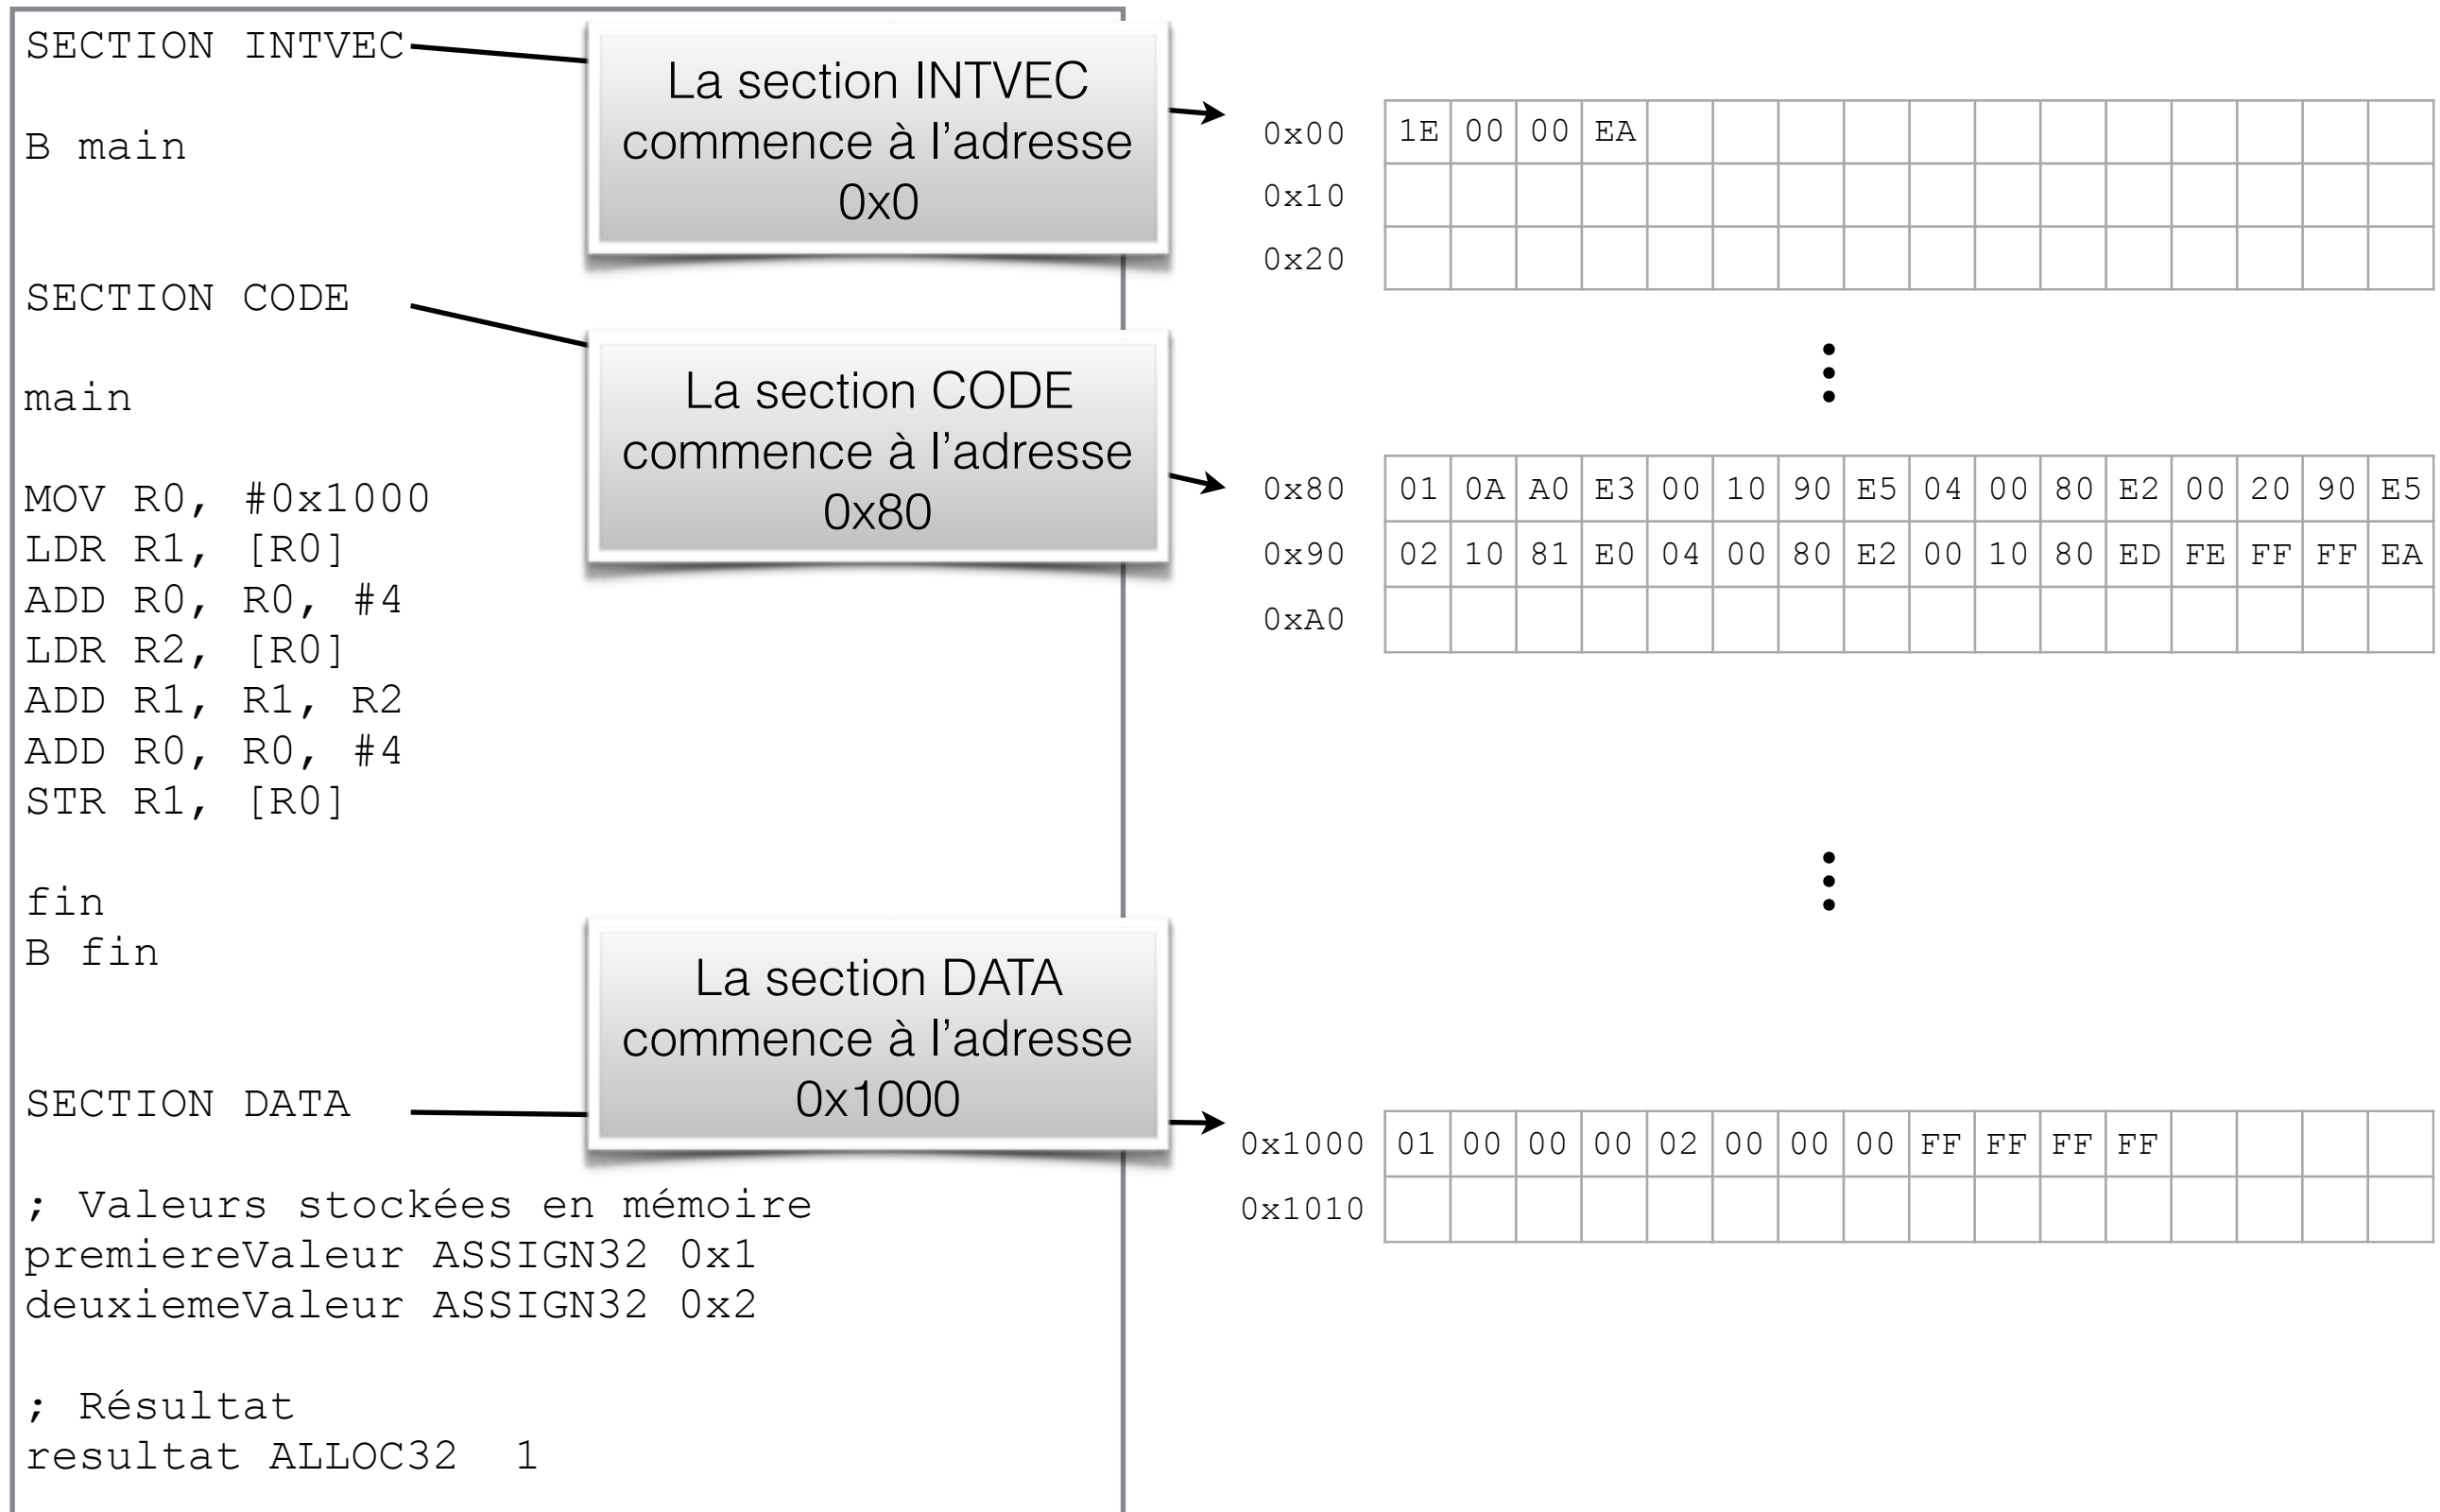 SECTION INTVEC
B main
SECTION CODE
main
MOV R0, #0x1000
LDR R1, [R0]
ADD R0, R0, #4
LDR R2, [R0]
ADD R1, R1, R2
ADD R0, R0, #4
STR R1, [R0]
fin
B fin
SECTION DATA
; Valeurs stockées en mémoire
premiereValeur ASSIGN32 0x1
deuxiemeValeur ASSIGN32 0x2
; Résultat
resultat ALLOC32 1
La section INTVEC
commence à l’adresse
0x0
La section CODE
commence à l’adresse
0x80
La section DATA
commence à l’adresse
0x1000
0x00 1E 00 00 EA
0x10
0x20
0x80 01 0A A0 E3 00 10 90 E5 04 00 80 E2 00 20 90 E5
0x90 02 10 81 E0 04 00 80 E2 00 10 80 ED FE FF FF EA
0xA0
0x1000 01 00 00 00 02 00 00 00 FF FF FF FF
0x1010